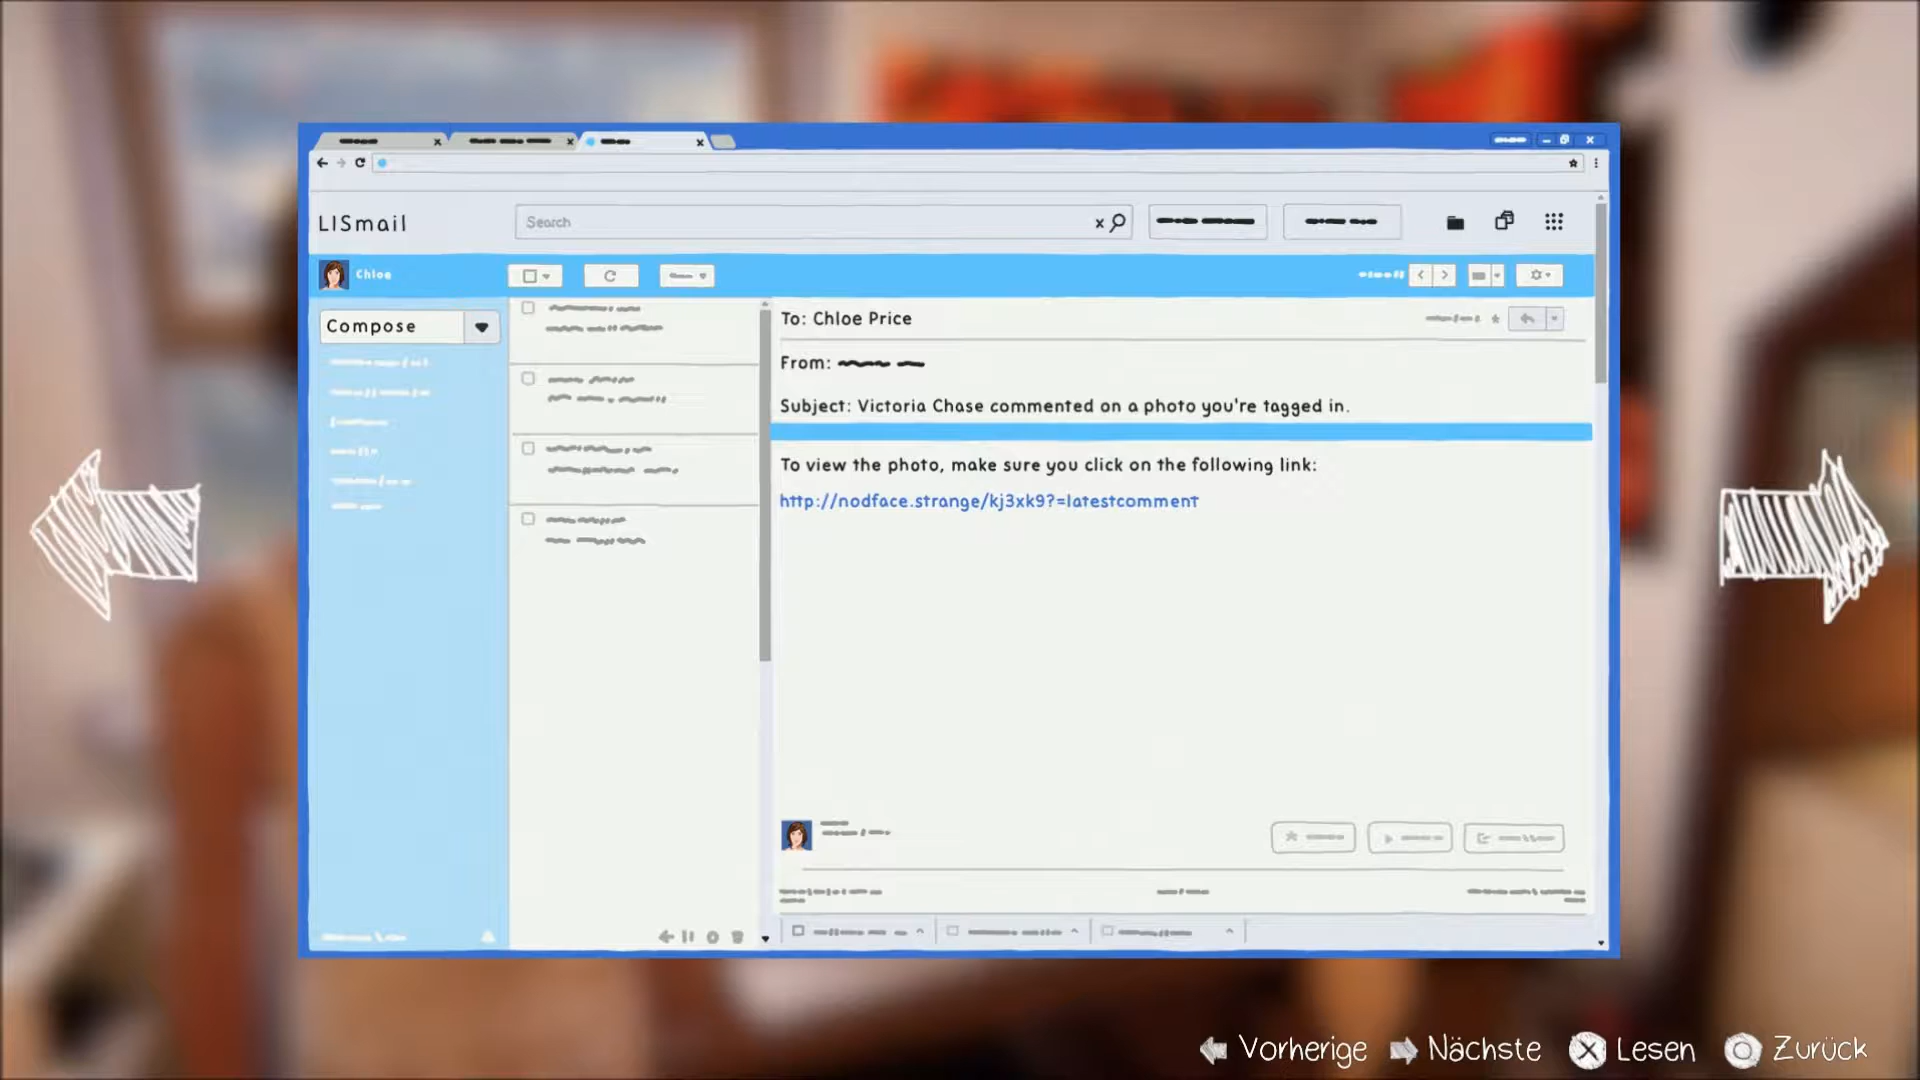 LISmail
Search
Chloe
Compose
To: Chloe Price
From:
Subject: Victoria Chase commented on a photo you're tagged in.
To view the photo, make sure you click on the following link:
http://nodface.strange/kj3xk9?=latestcomment
Vorherige
Nächste
Lesen
Zurück